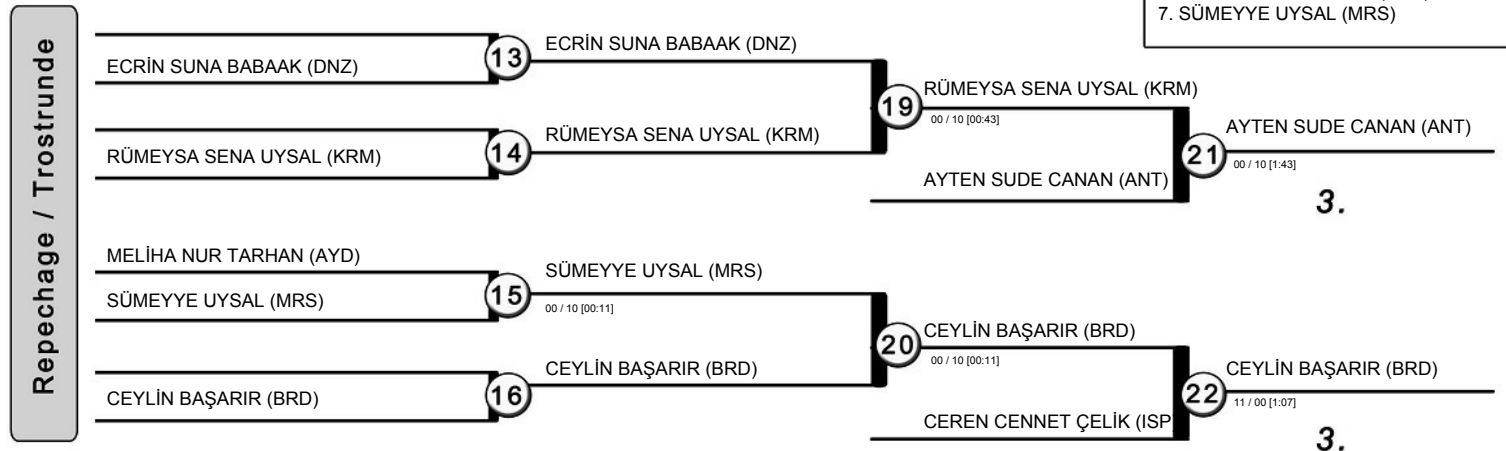 7. SÜMEYYE UYSAL (MRS)
Repechage / Trostrunde
ECRİN SUNA BABAAK (DNZ)
13
ECRİN SUNA BABAAK (DNZ)
RÜMEYSA SENA UYSAL (KRM)
14
RÜMEYSA SENA UYSAL (KRM)
19
RÜMEYSA SENA UYSAL (KRM)
00 / 10 [00:43]
AYTEN SUDE CANAN (ANT)
21
AYTEN SUDE CANAN (ANT)
00 / 10 [1:43]
3.
MELİHA NUR TARHAN (AYD)
SÜMEYYE UYSAL (MRS)
15
SÜMEYYE UYSAL (MRS)
00 / 10 [00:11]
CEYLİN BAŞARIR (BRD)
16
CEYLİN BAŞARIR (BRD)
20
CEYLİN BAŞARIR (BRD)
00 / 10 [00:11]
CEREN CENNET ÇELİK (ISP
22
CEYLİN BAŞARIR (BRD)
11 / 00 [1:07]
3.